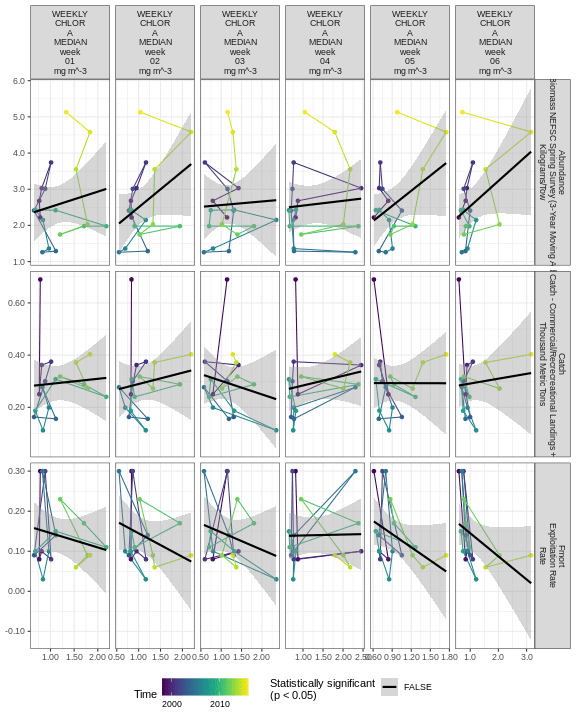 WEEKLY
CHLOR
A
MEDIAN
week
01
mg m^-3
WEEKLY
CHLOR
A
MEDIAN
week
02
mg m^-3
WEEKLY
CHLOR
A
MEDIAN
week
03
mg m^-3
WEEKLY
CHLOR
A
MEDIAN
week
04
mg m^-3
WEEKLY
CHLOR
A
MEDIAN
week
05
mg m^-3
WEEKLY
CHLOR
A
MEDIAN
week
06
mg m^-3
6.0
5.0
4.0
3.0
2.0
1.0
Abundance
Biomass NEFSC Spring Survey (3-Year Moving A
Kilograms/Tow
0.60
0.40
0.20
Catch
Catch - Commercial/Recreational Landings +
Thousand Metric Tons
0.30
0.20
0.10
0.00
-0.10
Fmort
Exploitation Rate
Rate
1.00 1.50 2.00
0.50 1.00 1.50 2.00
0.50 1.00 1.50 2.00
1.00 1.50 2.00 2.50
0.60 0.90 1.20 1.50 1.80
1.0 2.0 3.0
Time
2000 2010
Statistically significant
(p < 0.05)
FALSE